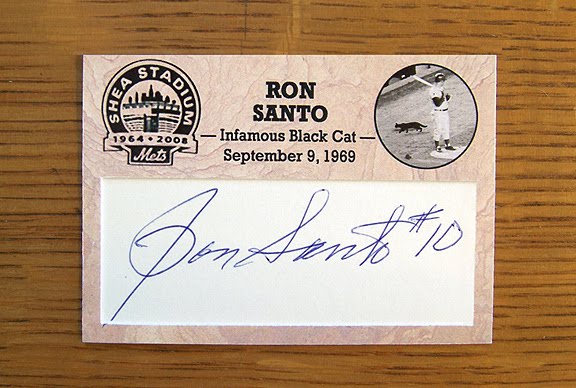 SHEA STADIUM
1964 • 2008
Mets
RON
SANTO
— Infamous Black Cat —
September 9, 1969
Ron Santo #10